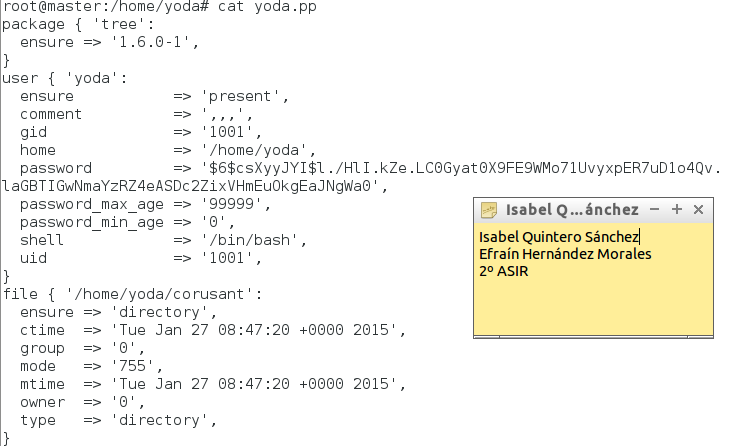 root@master:/home/yoda# cat yoda.pp
package { 'tree':
  ensure => '1.6.0-1',
}
user { 'yoda':
  ensure           => 'present',
  comment          => ',,,',
  gid              => '1001',
  home             => '/home/yoda',
  password         => '$6$csXyyJYI$l./HlI.kZe.LC0Gyat0X9FE9WMo71UvyxpER7uD1o4Qv.
laGBTIGwNmaYzRZ4eASDc2ZixVHmEuOkgEaJNgWa0',
  password_max_age => '99999',
  password_min_age => '0',
  shell            => '/bin/bash',
  uid              => '1001',
}
file { '/home/yoda/corusant':
  ensure => 'directory',
  ctime  => 'Tue Jan 27 08:47:20 +0000 2015',
  group  => '0',
  mode   => '755',
  mtime  => 'Tue Jan 27 08:47:20 +0000 2015',
  owner  => '0',
  type   => 'directory',
}
Isabel Q...ánchez
Isabel Quintero Sánchez
Efraín Hernández Morales
2º ASIR